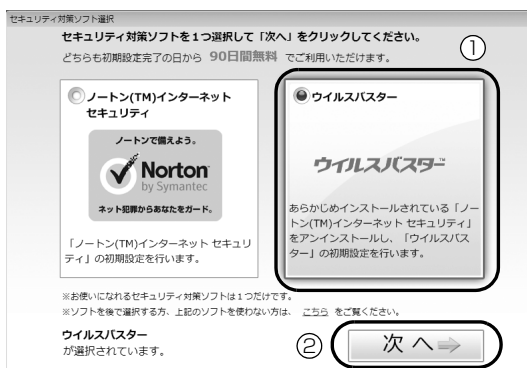 セキュリティ対策ソフト選択
セキュリティ対策ソフトを1つ選択して「次へ」をクリックしてください。
どちらも初期設定完了の日から 90日間無料 でご利用いただけます。
①
ノートン(TM)インターネット
セキュリティ
ノートンで備えよう。
Norton
by Symantec
ネット犯罪からあなたをガード。
「ノートン(TM)インターネット セキュリ
ティ」の初期設定を行います。
ウイルスバスター
ウイルスバスター™
あらかじめインストールされている「ノー
トン(TM)インターネット セキュリティ」
をアンインストールし、「ウイルスバス
ター」の初期設定を行います。
※お使いになれるセキュリティ対策ソフトは1つだけです。
※ソフトを後で選択する方、上記のソフトを使わない方は、 こちら をご覧ください。
ウイルスバスター
が選択されています。
②
次 へ